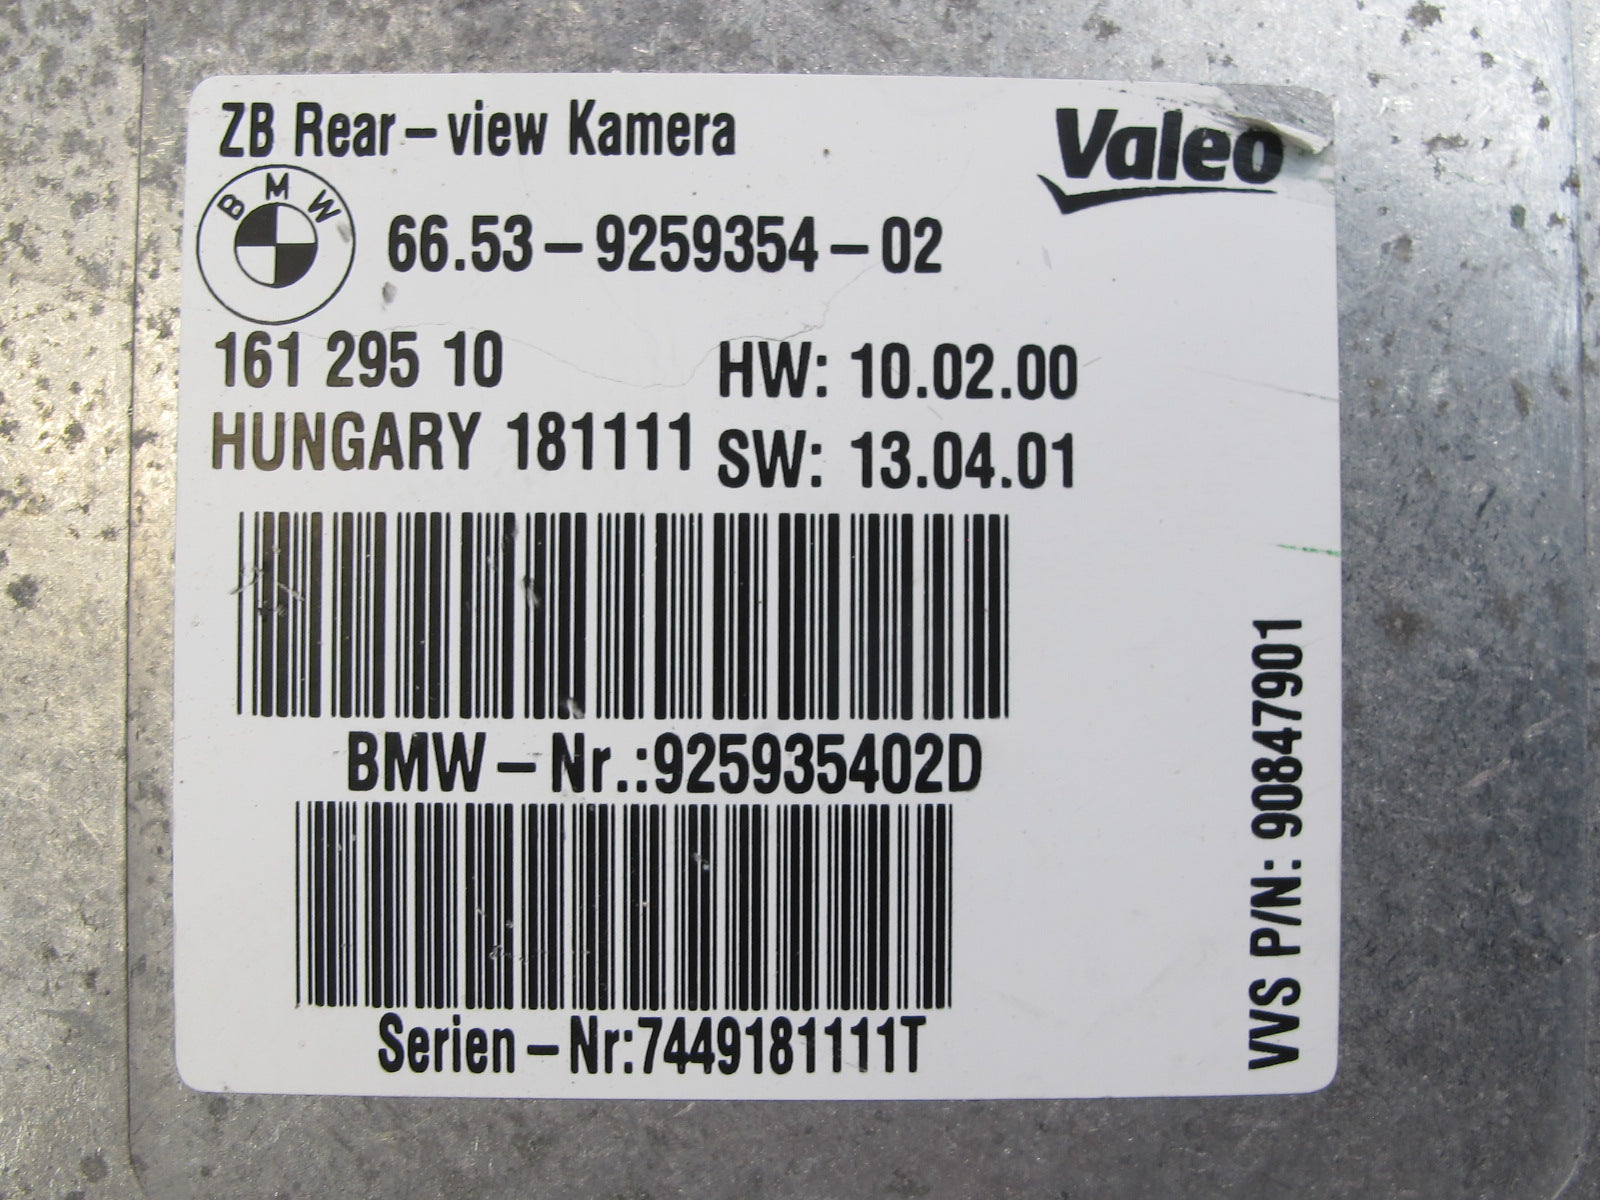 ZB Rear-view Kamera
Valeo
BMW
66.53-9259354-02
161 295 10
HW: 10.02.00
HUNGARY 181111
SW: 13.04.01
BMW-Nr.:925935402D
Serien-Nr:7449181111T
VVS P/N: 90847901